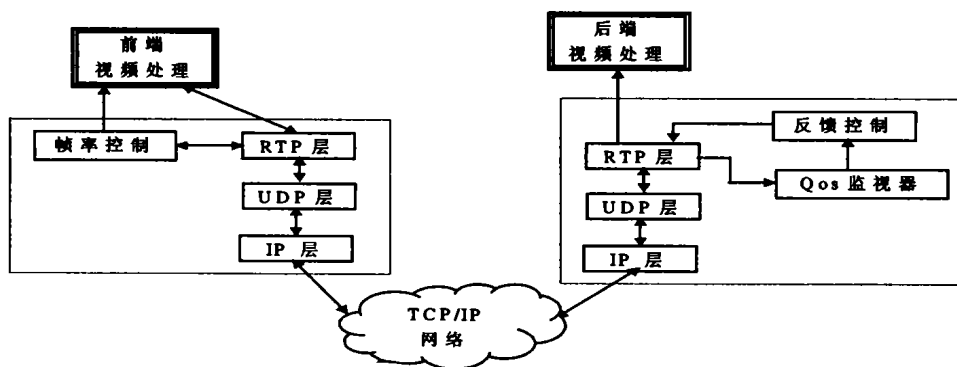 前端
视频处理
帧率控制
RTP 层
UDP 层
IP 层
后端
视频处理
反馈控制
RTP 层
Qos 监视器
UDP 层
IP 层
TCP/IP
网络